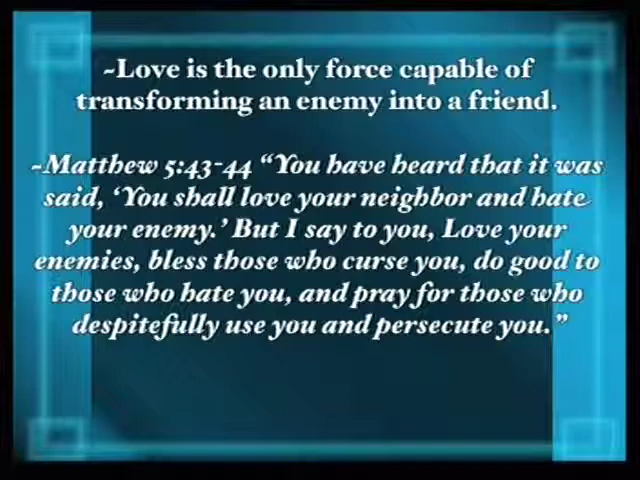 ~Love is the only force capable of
transforming an enemy into a friend.
~Matthew 5:43-44 “You have heard that it was
said, ‘You shall love your neighbor and hate
your enemy.’ But I say to you, Love your
enemies, bless those who curse you, do good to
those who hate you, and pray for those who
despitefully use you and persecute you.”